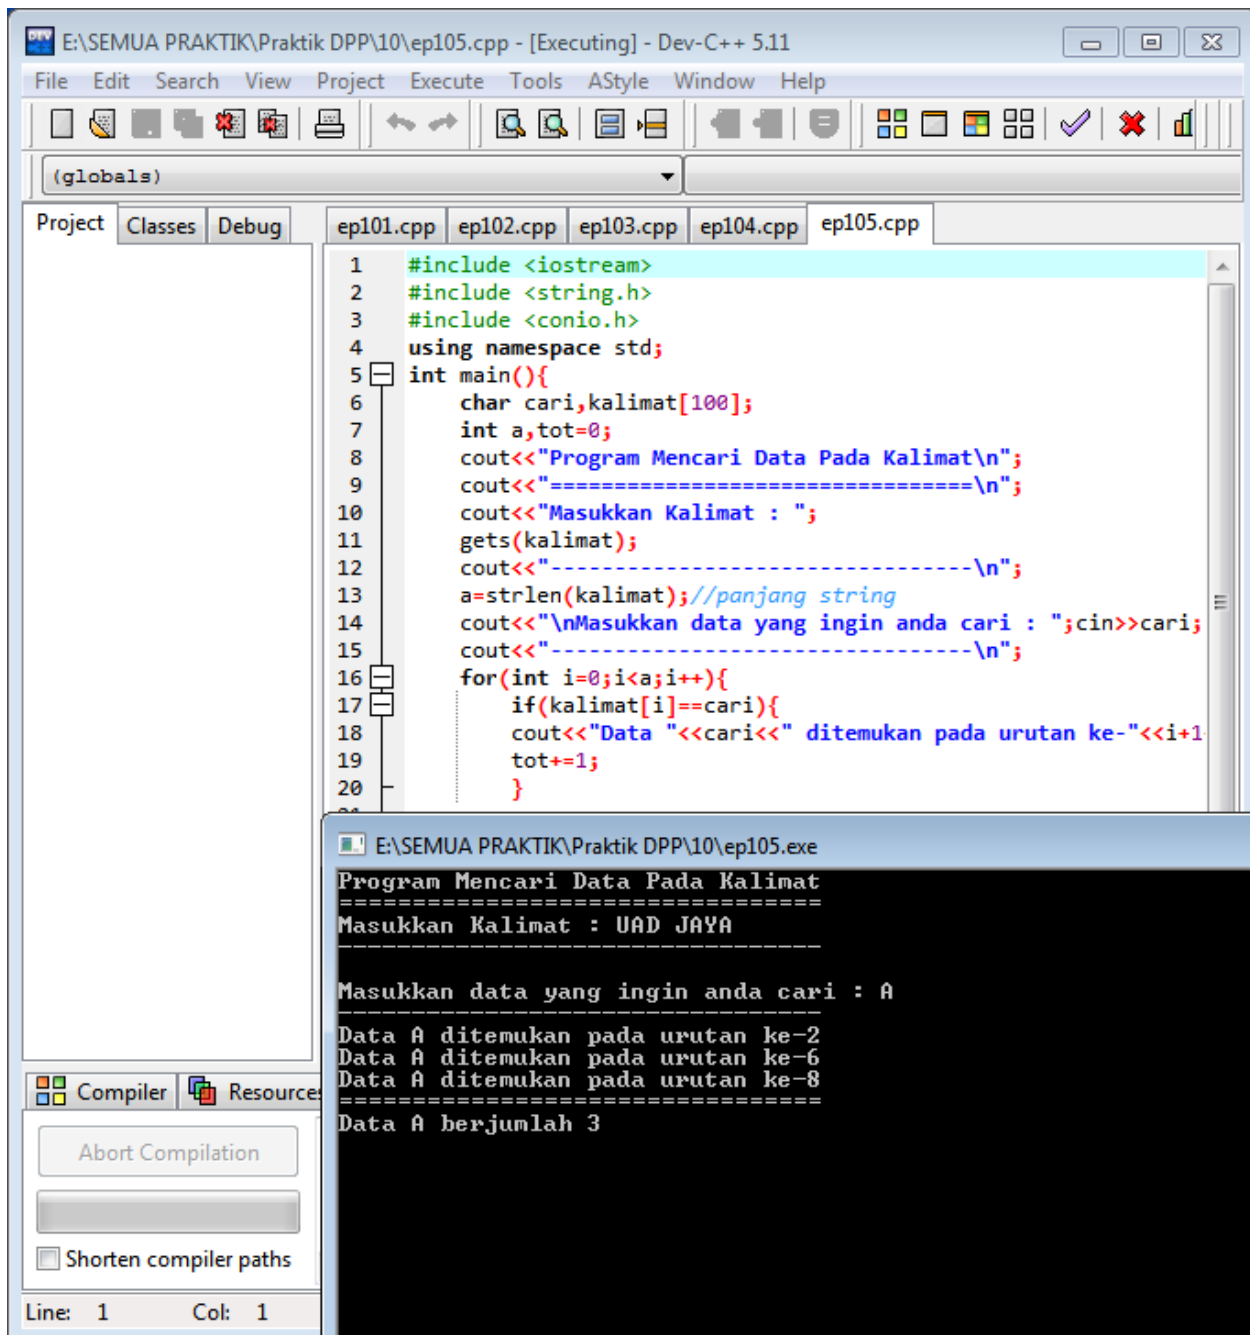 E:\SEMUA PRAKTIK\Praktik DPP\10\ep105.cpp - [Executing] - Dev-C++ 5.11
File Edit Search View Project Execute Tools AStyle Window Help
(globals)
Project Classes Debug
ep101.cpp ep102.cpp ep103.cpp ep104.cpp ep105.cpp
1 #include <iostream>
2 #include <string.h>
3 #include <conio.h>
4 using namespace std;
5 int main(){
6 char cari,kalimat[100];
7 int a,tot=0;
8 cout<<"Program Mencari Data Pada Kalimat\n";
9 cout<<"=================================\n";
10 cout<<"Masukkan Kalimat : ";
11 gets(kalimat);
12 cout<<"---------------------------------\n";
13 a=strlen(kalimat);//panjang string
14 cout<<"\nMasukkan data yang ingin anda cari : ";cin>>cari;
15 cout<<"---------------------------------\n";
16 for(int i=0;i<a;i++){
17 if(kalimat[i]==cari){
18 cout<<"Data "<<cari<<" ditemukan pada urutan ke-"<<i+1
19 tot+=1;
20 }
E:\SEMUA PRAKTIK\Praktik DPP\10\ep105.exe
Program Mencari Data Pada Kalimat
=================================
Masukkan Kalimat : UAD JAYA
---------------------------------
Masukkan data yang ingin anda cari : A
---------------------------------
Data A ditemukan pada urutan ke-2
Data A ditemukan pada urutan ke-6
Data A ditemukan pada urutan ke-8
=================================
Data A berjumlah 3
Compiler Resources
Abort Compilation
Shorten compiler paths
Line: 1 Col: 1